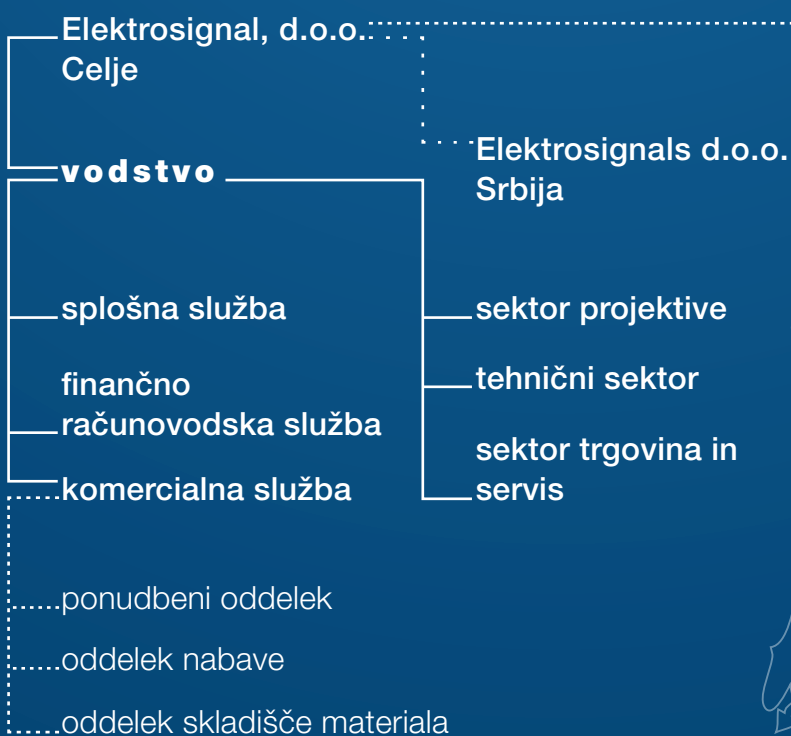 Elektrosignal, d.o.o.
Celje
Elektrosignals d.o.o.
Srbija
vodstvo
splošna služba
finančno
računovodska služba
komercialna služba
sektor projektive
tehnični sektor
sektor trgovina in
servis
ponudbeni oddelek
oddelek nabave
oddelek skladišče materiala